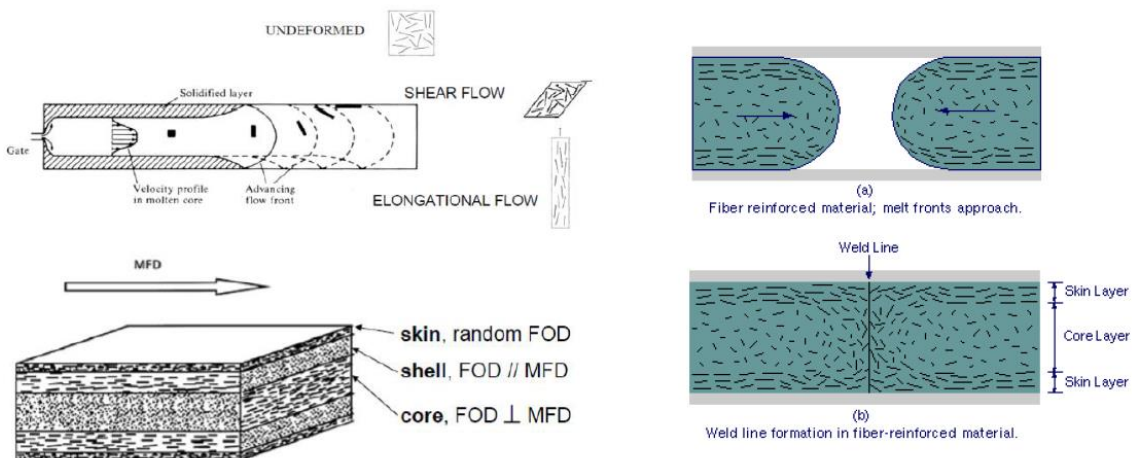 UNDEFORMED
Solidified layer
SHEAR FLOW
Gate
Velocity profile
in molten core
Advancing
flow front
ELONGATIONAL FLOW
MFD
skin, random FOD
shell, FOD // MFD
core, FOD ⊥ MFD
(a)
Fiber reinforced material; melt fronts approach.
Weld Line
Skin Layer
Core Layer
Skin Layer
(b)
Weld line formation in fiber-reinforced material.